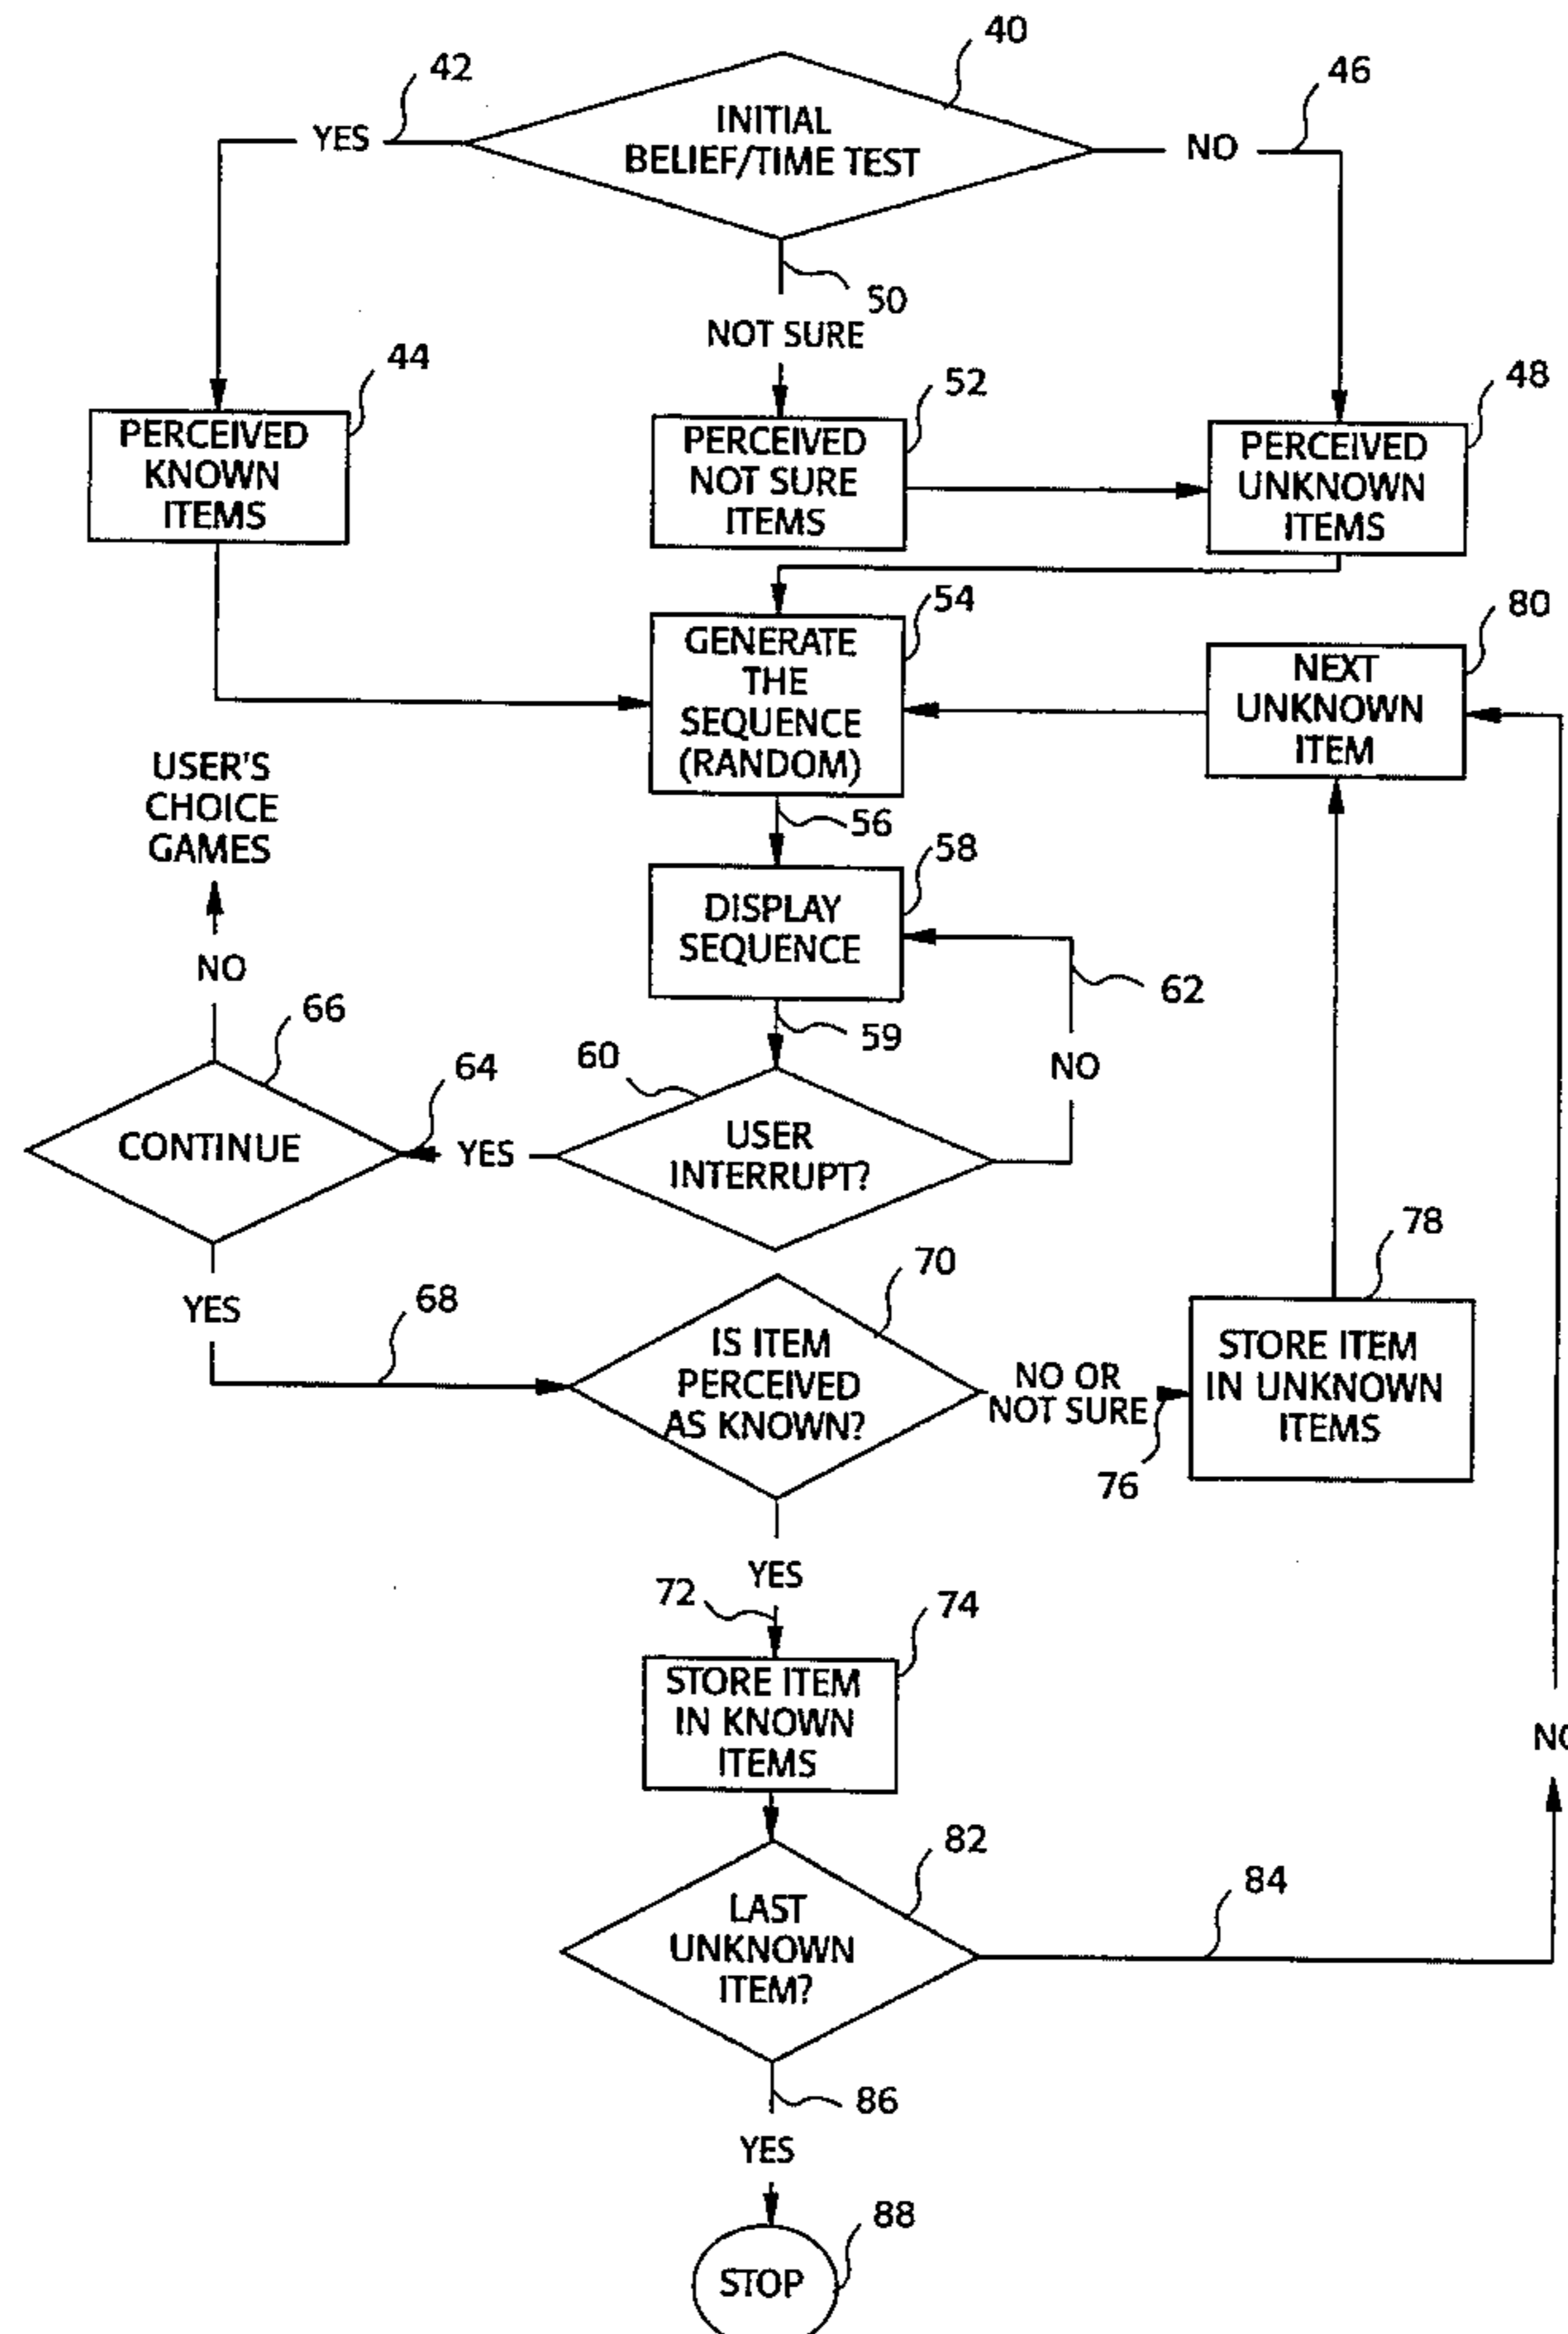 40
42
46
YES
INITIAL
BELIEF/TIME TEST
NO
50
NOT SURE
44
52
48
PERCEIVED
KNOWN
ITEMS
PERCEIVED
NOT SURE
ITEMS
PERCEIVED
UNKNOWN
ITEMS
54
80
GENERATE
THE
SEQUENCE
(RANDOM)
NEXT
UNKNOWN
ITEM
USER'S
CHOICE
GAMES
56
58
DISPLAY
SEQUENCE
NO
62
66
59
60
64
NO
CONTINUE
YES
USER
INTERRUPT?
78
70
YES
68
IS ITEM
PERCEIVED
AS KNOWN?
NO OR
NOT SURE
STORE ITEM
IN UNKNOWN
ITEMS
76
YES
72
74
STORE ITEM
IN KNOWN
ITEMS
NO
82
84
LAST
UNKNOWN
ITEM?
86
YES
88
STOP